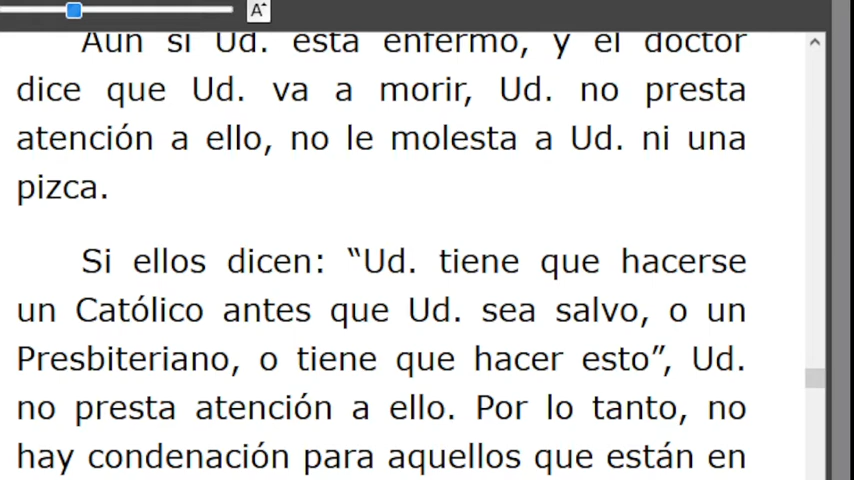 A
Aun si Ud. está enfermo, y el doctor
dice que Ud. va a morir, Ud. no presta
atención a ello, no le molesta a Ud. ni una
pizca.
Si ellos dicen: “Ud. tiene que hacerse
un Católico antes que Ud. sea salvo, o un
Presbiteriano, o tiene que hacer esto”, Ud.
no presta atención a ello. Por lo tanto, no
hay condenación para aquellos que están en